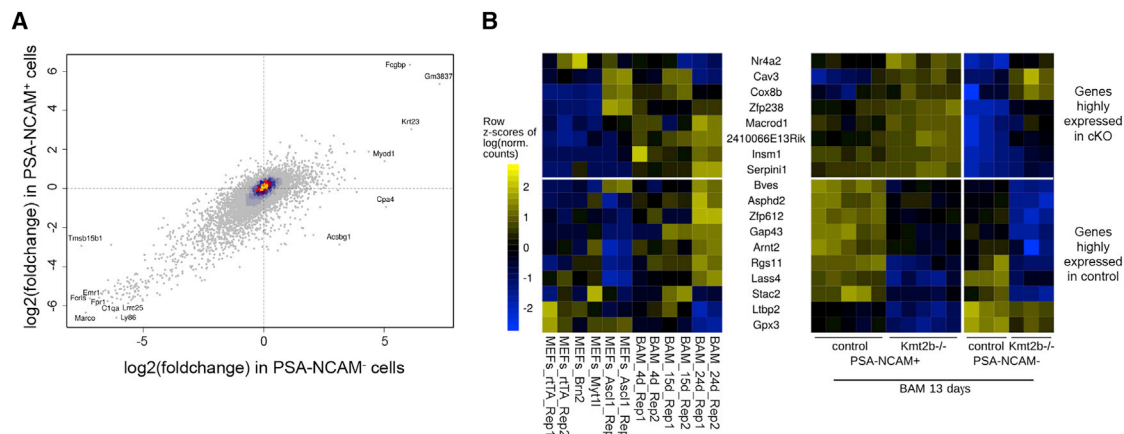 A
log2(foldchange) in PSA-NCAM+ cells
6
4
2
0
-2
-4
-6
-5
0
5
log2(foldchange) in PSA-NCAM- cells
Fcgbp
Gm3837
Krt23
Myod1
Cpa4
Acsbg1
Tmsb15b1
Emr1
Fcrls
Fpr1
C1qa
Lrrc25
Marco
Ly86
B
Row
z-scores of
log(norm.
counts)
2
1
0
-1
-2
Nr4a2
Cav3
Cox8b
Zfp238
Macrod1
2410066E13Rik
Insm1
Serpini1
Bves
Asphd2
Zfp612
Gap43
Arnt2
Rgs11
Lass4
Stac2
Ltbp2
Gpx3
MEFs_rtTA_Rep1
MEFs_rtTA_Rep2
MEFs_Brn2
MEFs_Myt1l
MEFs_Ascl1_Rep
MEFs_Ascl1_Rep
BAM_4d_Rep1
BAM_4d_Rep2
BAM_15d_Rep1
BAM_15d_Rep2
BAM_24d_Rep1
BAM_24d_Rep2
Genes
highly
expressed
in cKO
Genes
highly
expressed
in control
control
Kmt2b-/-
control
Kmt2b-/-
PSA-NCAM+
PSA-NCAM-
BAM 13 days